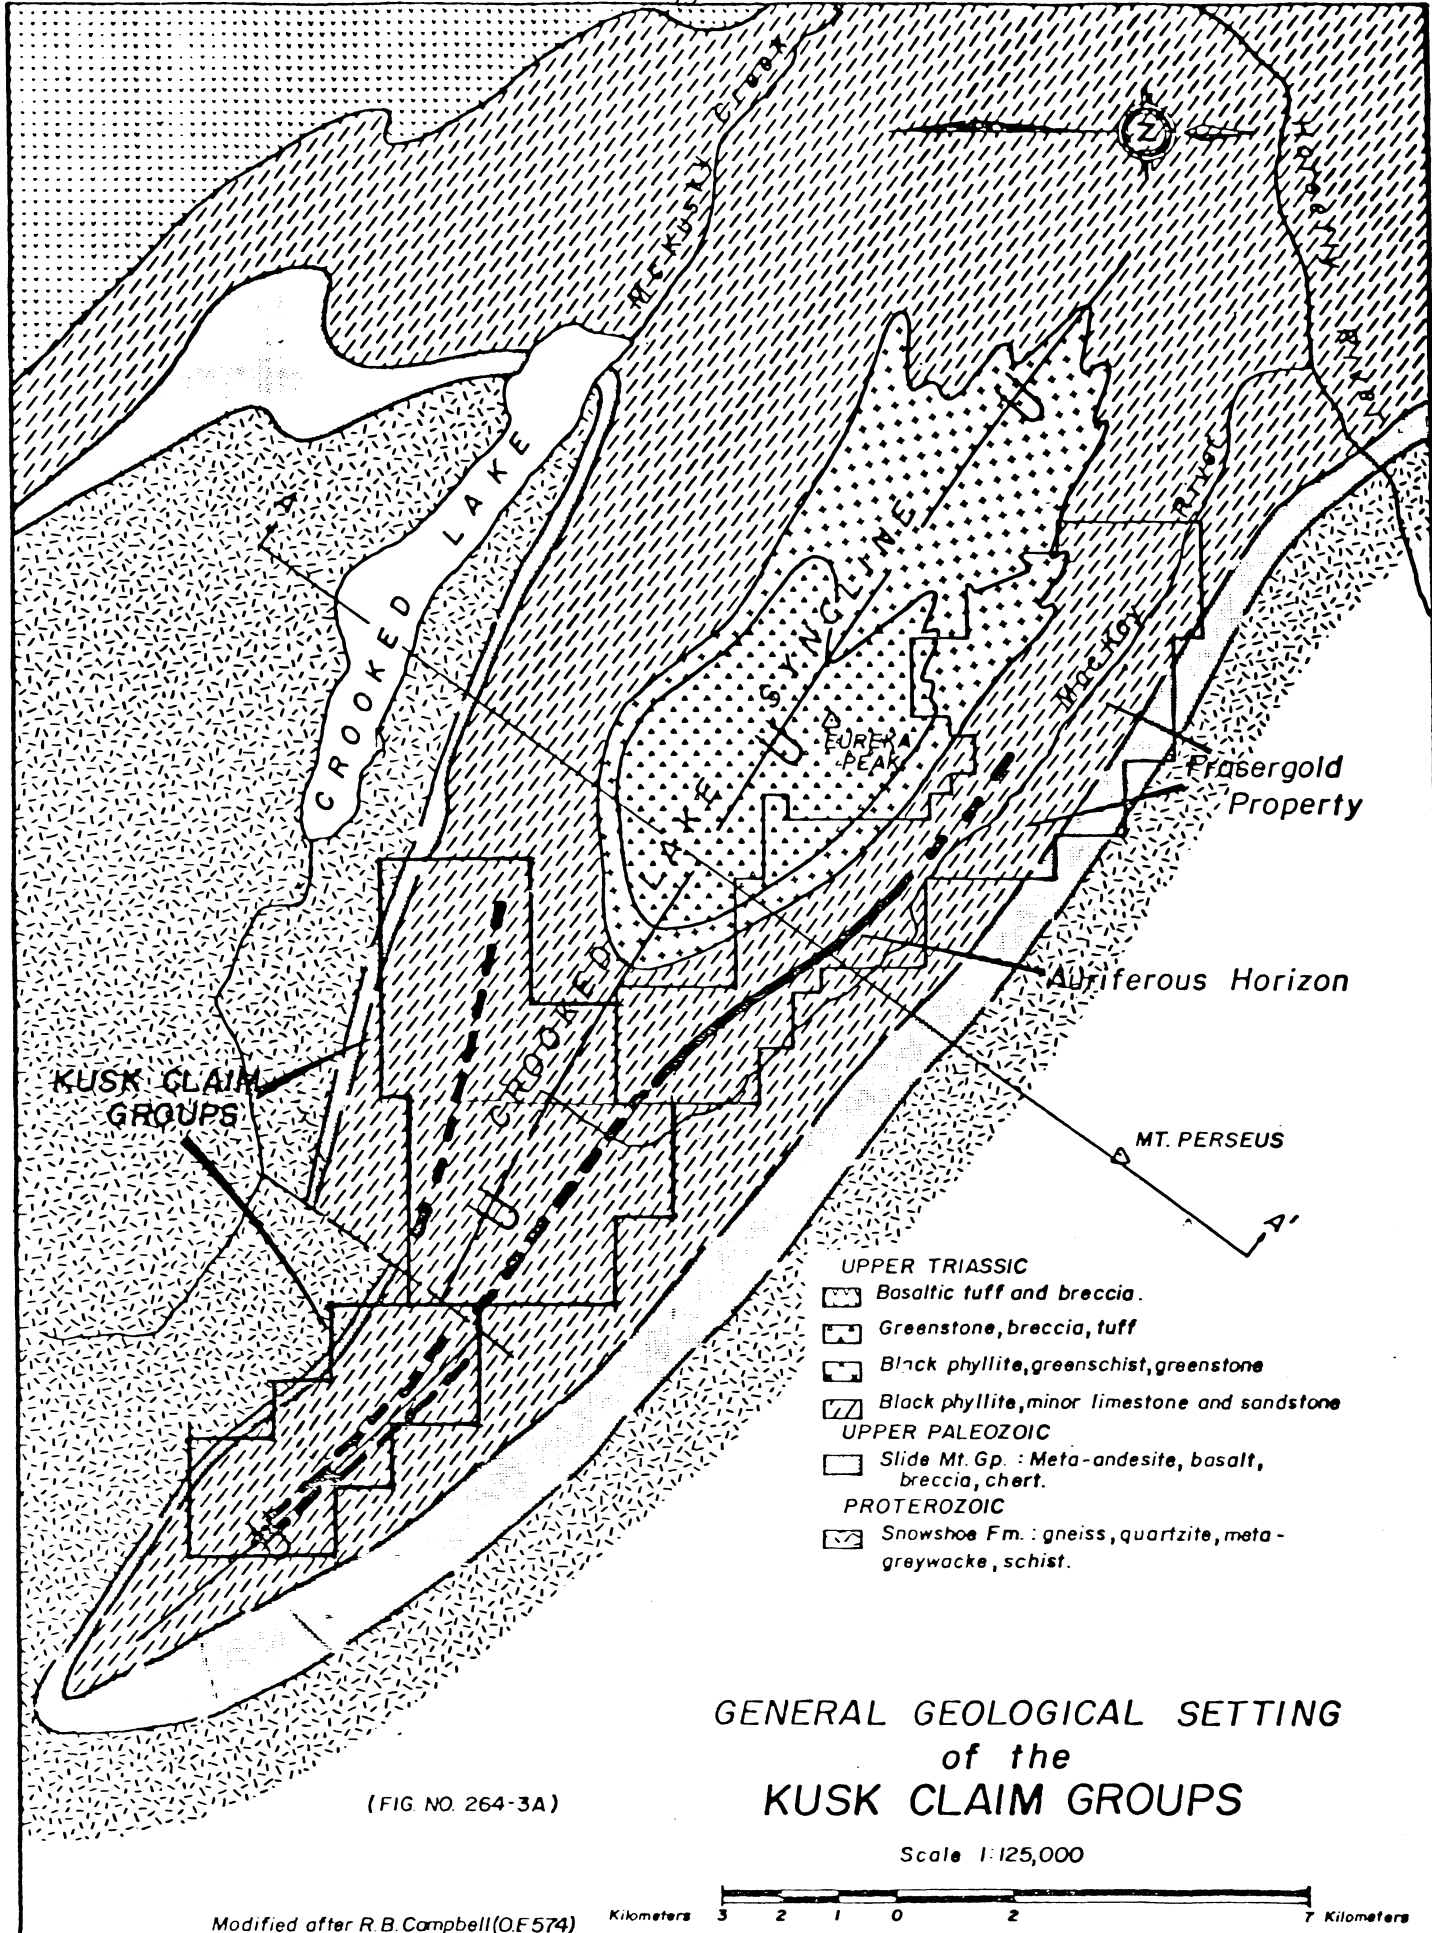 McKusky Creek
Z
Horsefly River
CROOKED LAKE
A
CROOKED LAKE SYNCLINE
EUREKA
PEAK
MacKay River
Frasergold
Property
Auriferous Horizon
KUSK CLAIM
GROUPS
MT. PERSEUS
A'
UPPER TRIASSIC
Basaltic tuff and breccia.
Greenstone, breccia, tuff
Black phyllite, greenschist, greenstone
Black phyllite, minor limestone and sandstone
UPPER PALEOZOIC
Slide Mt. Gp. : Meta-andesite, basalt,
breccia, chert.
PROTEROZOIC
Snowshoe Fm. : gneiss, quartzite, meta-
greywacke, schist.
GENERAL GEOLOGICAL SETTING
of the
KUSK CLAIM GROUPS
(FIG. NO. 264-3A)
Scale 1:125,000
Kilometers 3 2 1 0 2 7 Kilometers
Modified after R.B. Campbell (O.F 574)